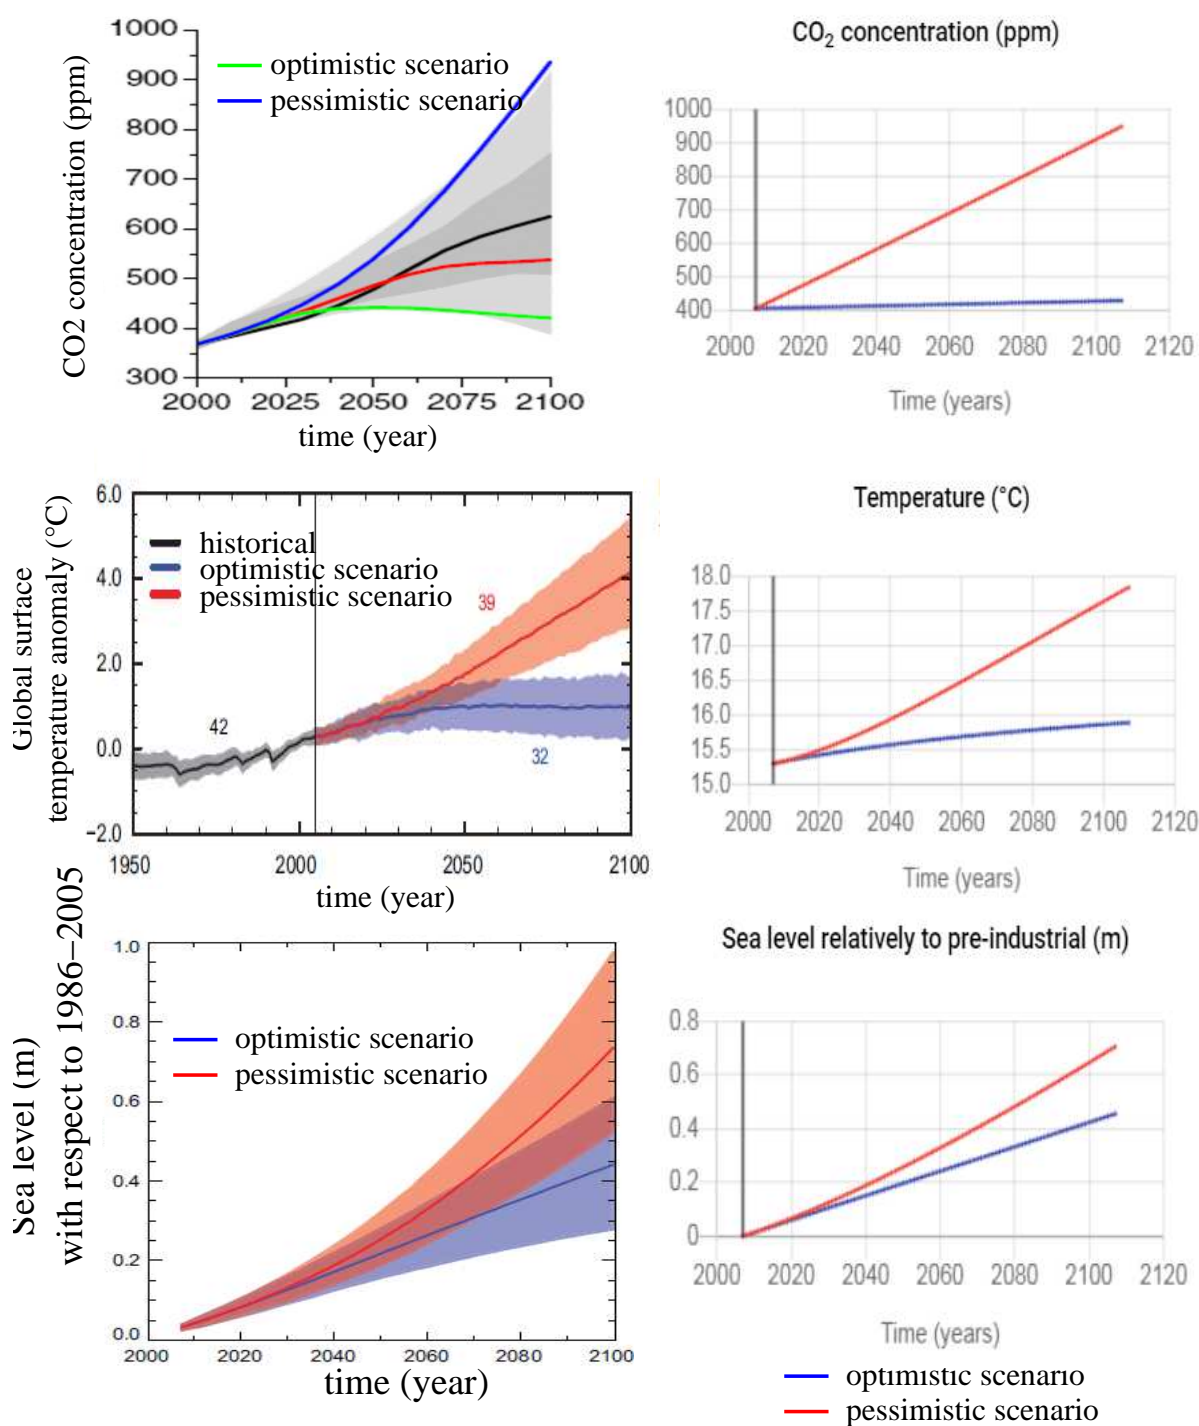 CO2 concentration (ppm)
1000
900
800
700
600
500
400
300
optimistic scenario
pessimistic scenario
2000 2025 2050 2075 2100
time (year)
CO₂ concentration (ppm)
1000
900
800
700
600
500
400
2000 2020 2040 2060 2080 2100 2120
Time (years)
Global surface
temperature anomaly (°C)
6.0
4.0
2.0
0.0
−2.0
historical
optimistic scenario
pessimistic scenario
39
42
32
1950 2000 2050 2100
time (year)
Temperature (°C)
18.0
17.5
17.0
16.5
16.0
15.5
15.0
2000 2020 2040 2060 2080 2100 2120
Time (years)
Sea level (m)
with respect to 1986–2005
1.0
0.8
0.6
0.4
0.2
0.0
optimistic scenario
pessimistic scenario
2000 2020 2040 2060 2080 2100
time (year)
Sea level relatively to pre-industrial (m)
0.8
0.6
0.4
0.2
0
2000 2020 2040 2060 2080 2100 2120
Time (years)
optimistic scenario
pessimistic scenario